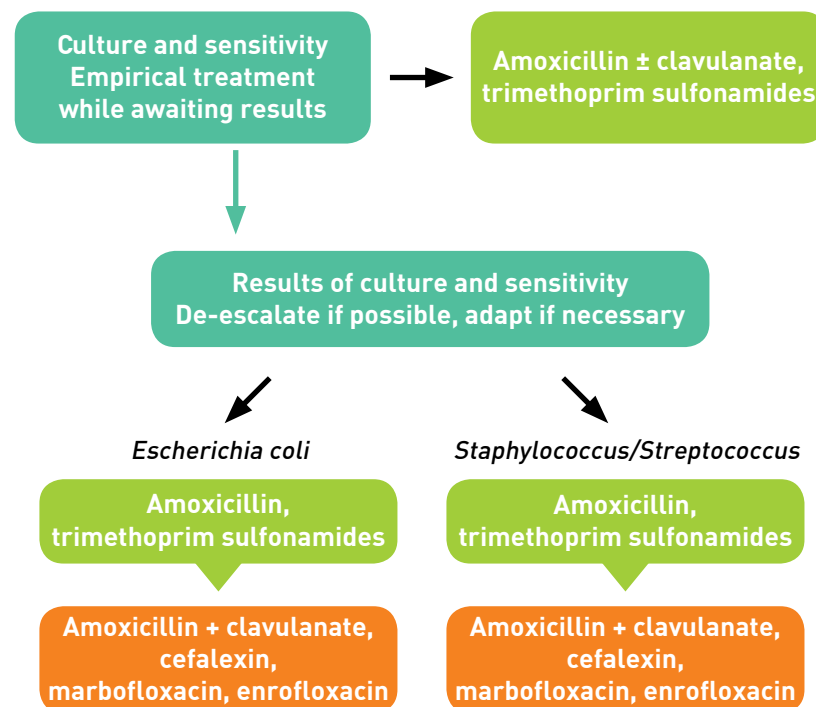 Culture and sensitivity
Empirical treatment
while awaiting results
Amoxicillin ± clavulanate,
trimethoprim sulfonamides
Results of culture and sensitivity
De-escalate if possible, adapt if necessary
Escherichia coli
Amoxicillin,
trimethoprim sulfonamides
Amoxicillin + clavulanate,
cefalexin,
marbofloxacin, enrofloxacin
Staphylococcus/Streptococcus
Amoxicillin,
trimethoprim sulfonamides
Amoxicillin + clavulanate,
cefalexin,
marbofloxacin, enrofloxacin